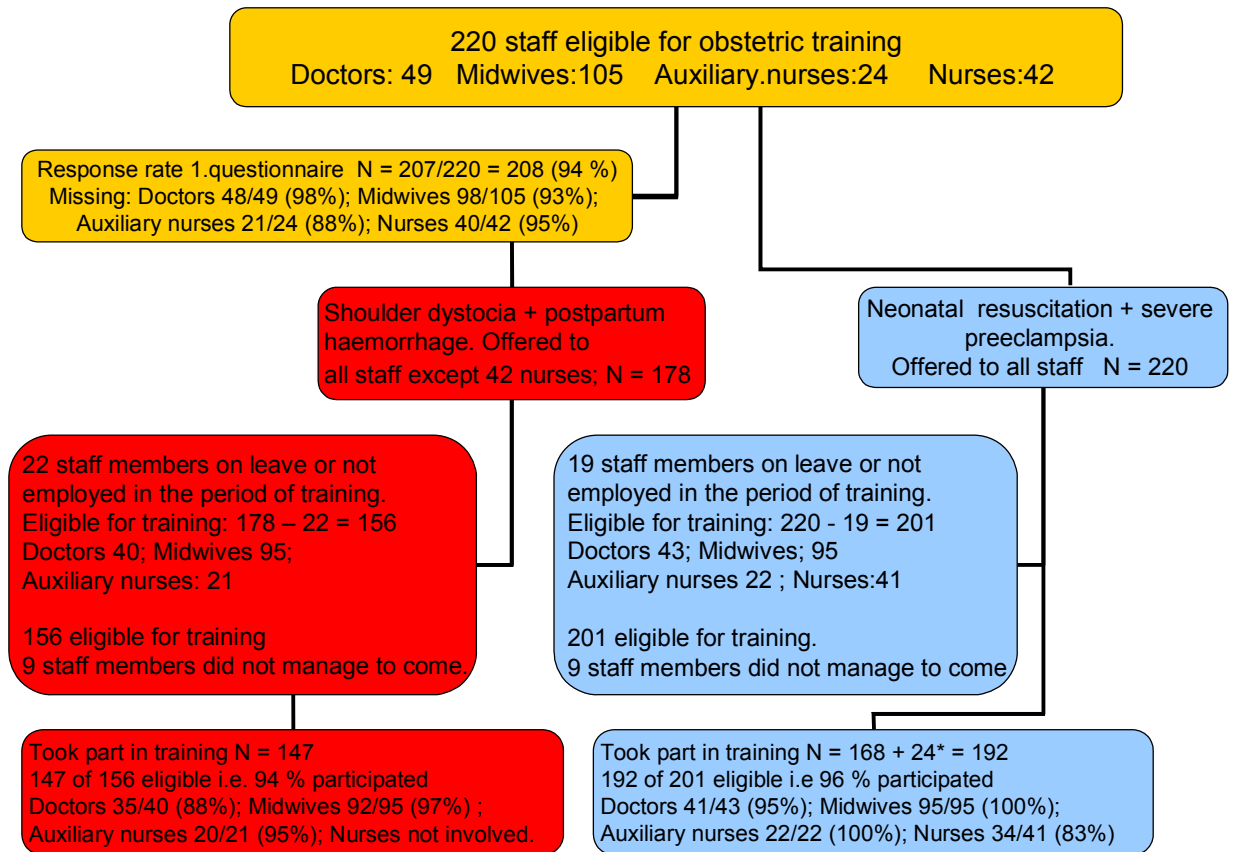 220 staff eligible for obstetric training
Doctors: 49 Midwives:105 Auxiliary.nurses:24 Nurses:42
Response rate 1.questionnaire N = 207/220 = 208 (94 %)
Missing: Doctors 48/49 (98%); Midwives 98/105 (93%);
Auxiliary nurses 21/24 (88%); Nurses 40/42 (95%)
Shoulder dystocia + postpartum
haemorrhage. Offered to
all staff except 42 nurses; N = 178
Neonatal resuscitation + severe
preeclampsia.
Offered to all staff N = 220
22 staff members on leave or not
employed in the period of training.
Eligible for training: 178 – 22 = 156
Doctors 40; Midwives 95;
Auxiliary nurses: 21
156 eligible for training
9 staff members did not manage to come.
19 staff members on leave or not
employed in the period of training.
Eligible for training: 220 - 19 = 201
Doctors 43; Midwives; 95
Auxiliary nurses 22 ; Nurses:41
201 eligible for training.
9 staff members did not manage to come
Took part in training N = 147
147 of 156 eligible i.e. 94 % participated
Doctors 35/40 (88%); Midwives 92/95 (97%) ;
Auxiliary nurses 20/21 (95%); Nurses not involved.
Took part in training N = 168 + 24* = 192
192 of 201 eligible i.e 96 % participated
Doctors 41/43 (95%); Midwives 95/95 (100%);
Auxiliary nurses 22/22 (100%); Nurses 34/41 (83%)